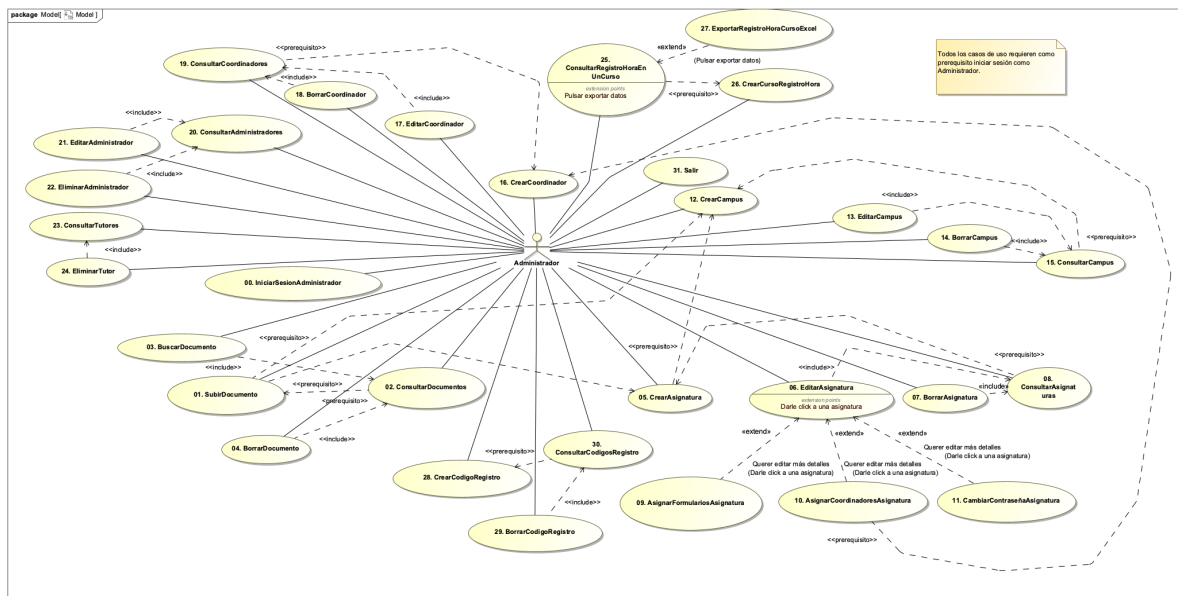 package Model[ Model ]
27. ExportarRegistroHoraCursoExcel
«extend»
(Pulsar exportar datos)
25.
ConsultarRegistroHoraEn
UnCurso
extension points
Pulsar exportar datos
<<prerequisito>>
26. CrearCursoRegistroHora
Todos los casos de uso requieren como
prerequisito iniciar sesión como
Administrador.
<<prerequisito>>
19. ConsultarCoordinadores
<<include>>
18. BorrarCoordinador
<<include>>
17. EditarCoordinador
<<include>>
20. ConsultarAdministradores
21. EditarAdministrador
<<include>>
22. EliminarAdministrador
16. CrearCoordinador
31. Salir
12. CrearCampus
<<include>>
13. EditarCampus
14. BorrarCampus
<<include>>
<<prerequisito>>
15. ConsultarCampus
23. ConsultarTutores
<<include>>
24. EliminarTutor
Administrador
00. IniciarSesionAdministrador
03. BuscarDocumento
<<include>>
<<prerequisito>>
01. SubirDocumento
<<prerequisito>>
<<prerequisito>>
02. ConsultarDocumentos
04. BorrarDocumento
<<include>>
<<prerequisito>>
05. CrearAsignatura
<<include>>
06. EditarAsignatura
extension points
Darle click a una asignatura
07. BorrarAsignatura
<<include>>
<<prerequisito>>
08.
ConsultarAsignat
uras
«extend»
«extend»
«extend»
Querer editar más detalles
(Darle click a una asignatura)
Querer editar más detalles
(Darle click a una asignatura)
Querer editar más detalles
(Darle click a una asignatura)
09. AsignarFormulariosAsignatura
10. AsignarCoordinadoresAsignatura
11. CambiarContraseñaAsignatura
<<prerequisito>>
30.
ConsultarCodigosRegistro
<<prerequisito>>
28. CrearCodigoRegistro
<<include>>
29. BorrarCodigoRegistro